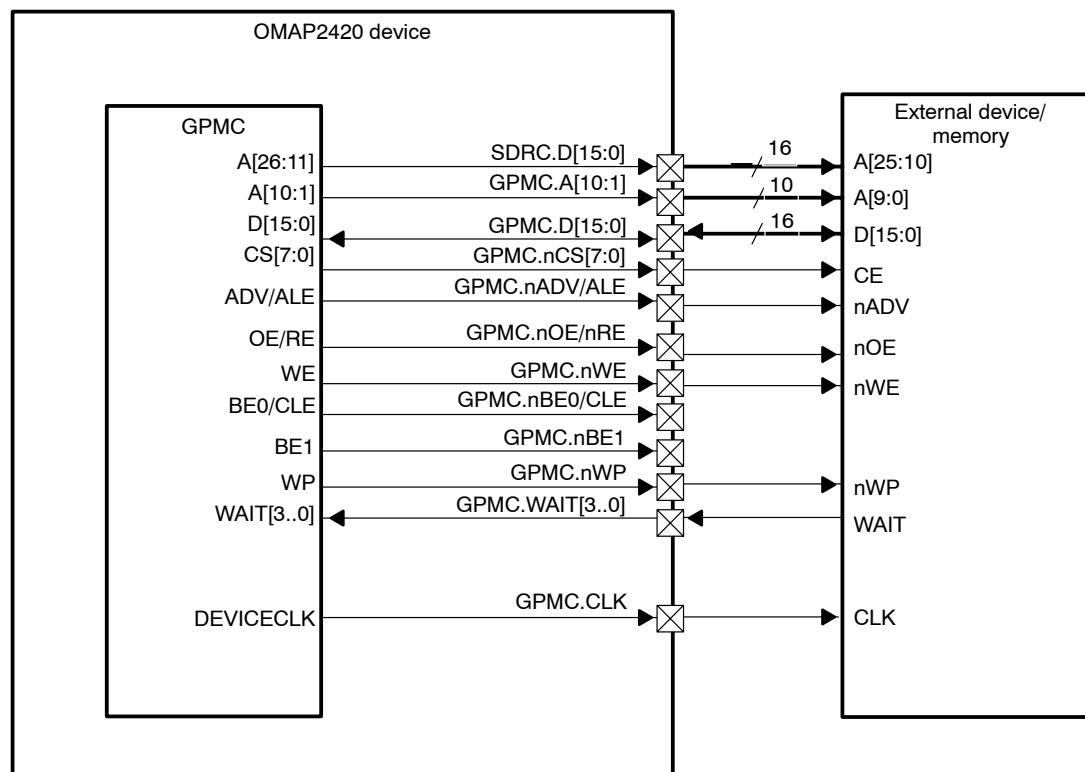 OMAP2420 device
GPMC
External device/
memory
A[26:11]
SDRC.D[15:0]
16
A[25:10]
A[10:1]
GPMC.A[10:1]
10
A[9:0]
D[15:0]
GPMC.D[15:0]
16
D[15:0]
CS[7:0]
GPMC.nCS[7:0]
CE
ADV/ALE
GPMC.nADV/ALE
nADV
OE/RE
GPMC.nOE/nRE
nOE
WE
GPMC.nWE
nWE
BE0/CLE
GPMC.nBE0/CLE
BE1
GPMC.nBE1
WP
GPMC.nWP
nWP
WAIT[3..0]
GPMC.WAIT[3..0]
WAIT
DEVICECLK
GPMC.CLK
CLK